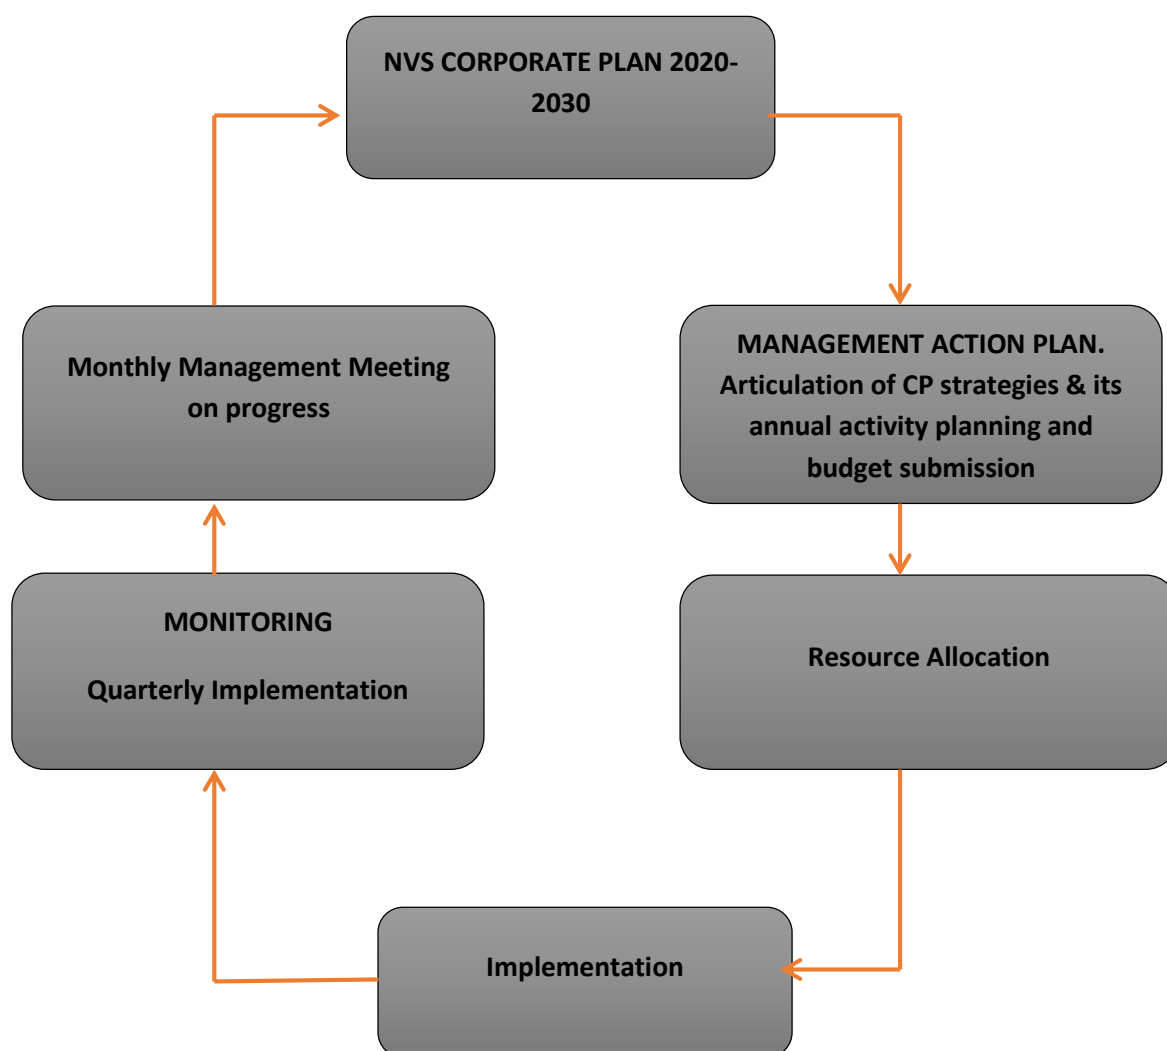 NVS CORPORATE PLAN 2020-
2030
MANAGEMENT ACTION PLAN.
Articulation of CP strategies & its
annual activity planning and
budget submission
Resource Allocation
Implementation
MONITORING
Quarterly Implementation
Monthly Management Meeting
on progress